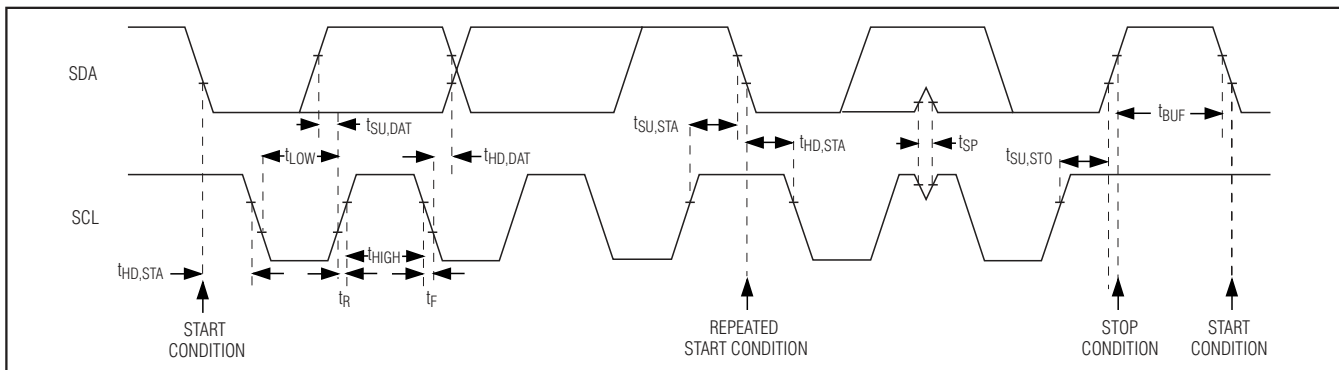 SDA
tSU,DAT
tLOW
tHD,DAT
tSU,STA
tHD,STA
tSP
tBUF
tSU,STO
SCL
tHIGH
tHD,STA
tR
tF
START
CONDITION
REPEATED
START CONDITION
STOP
CONDITION
START
CONDITION